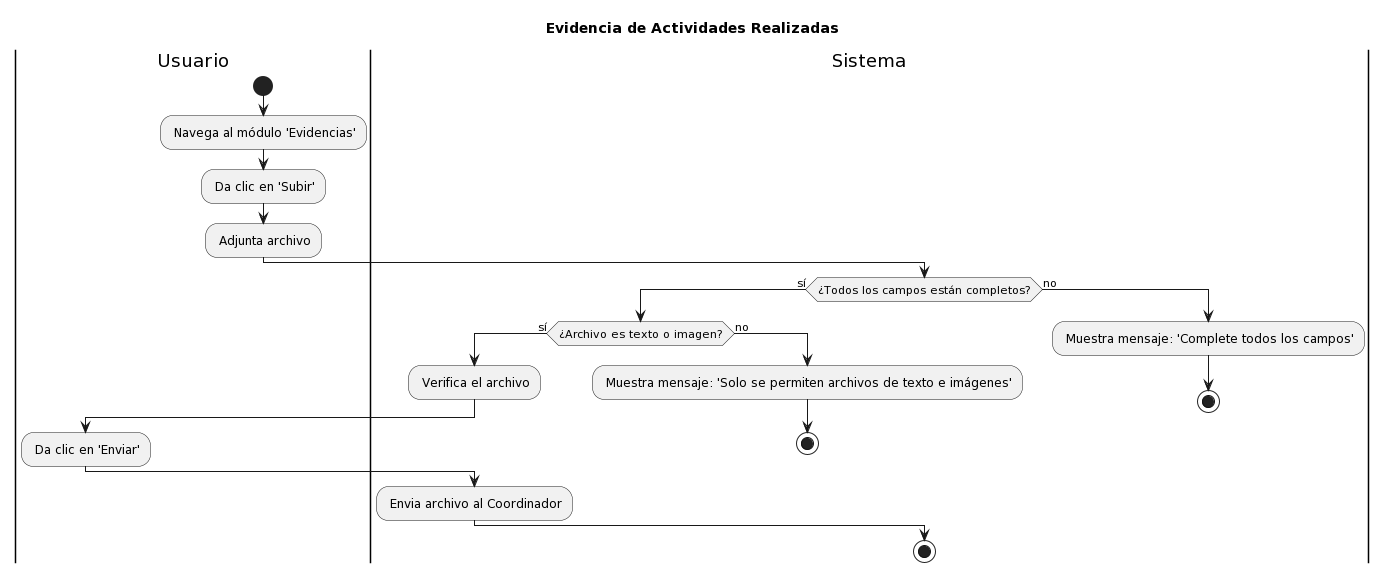 Evidencia de Actividades Realizadas
Usuario
Sistema
Navega al módulo 'Evidencias'
Da clic en 'Subir'
Adjunta archivo
sí
¿Todos los campos están completos?
no
sí
¿Archivo es texto o imagen?
no
Muestra mensaje: 'Complete todos los campos'
Verifica el archivo
Muestra mensaje: 'Solo se permiten archivos de texto e imágenes'
Da clic en 'Enviar'
Envia archivo al Coordinador